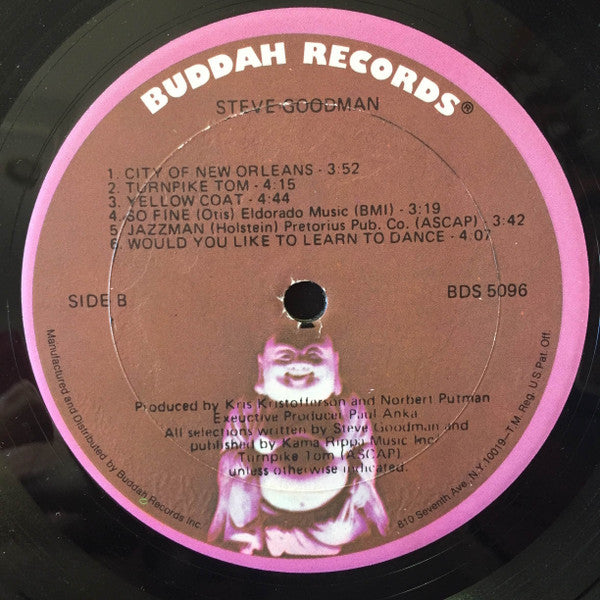 BUDDAH RECORDS®
STEVE GOODMAN
1. CITY OF NEW ORLEANS - 3:52
2. TURNPIKE TOM - 4:15
3. YELLOW COAT - 4:44
4. SO FINE (Otis) Eldorado Music (BMI) - 3:19
5. JAZZMAN (Holstein) Pretorius Pub. Co. (ASCAP) - 3:42
6. WOULD YOU LIKE TO LEARN TO DANCE - 4:07
SIDE B
BDS 5096
Produced by Kris Kristofferson and Norbert Putman
Exeuctive Producer Paul Anka
All selections written by Steve Goodman and
published by Kama Rippa Music Inc.
Turnpike Tom (ASCAP)
unless otherwise indicated.
Manufactured and Distributed by Buddah Records Inc. 810 Seventh Ave., N.Y. 10019—T.M. Reg. U S Pat. Off.